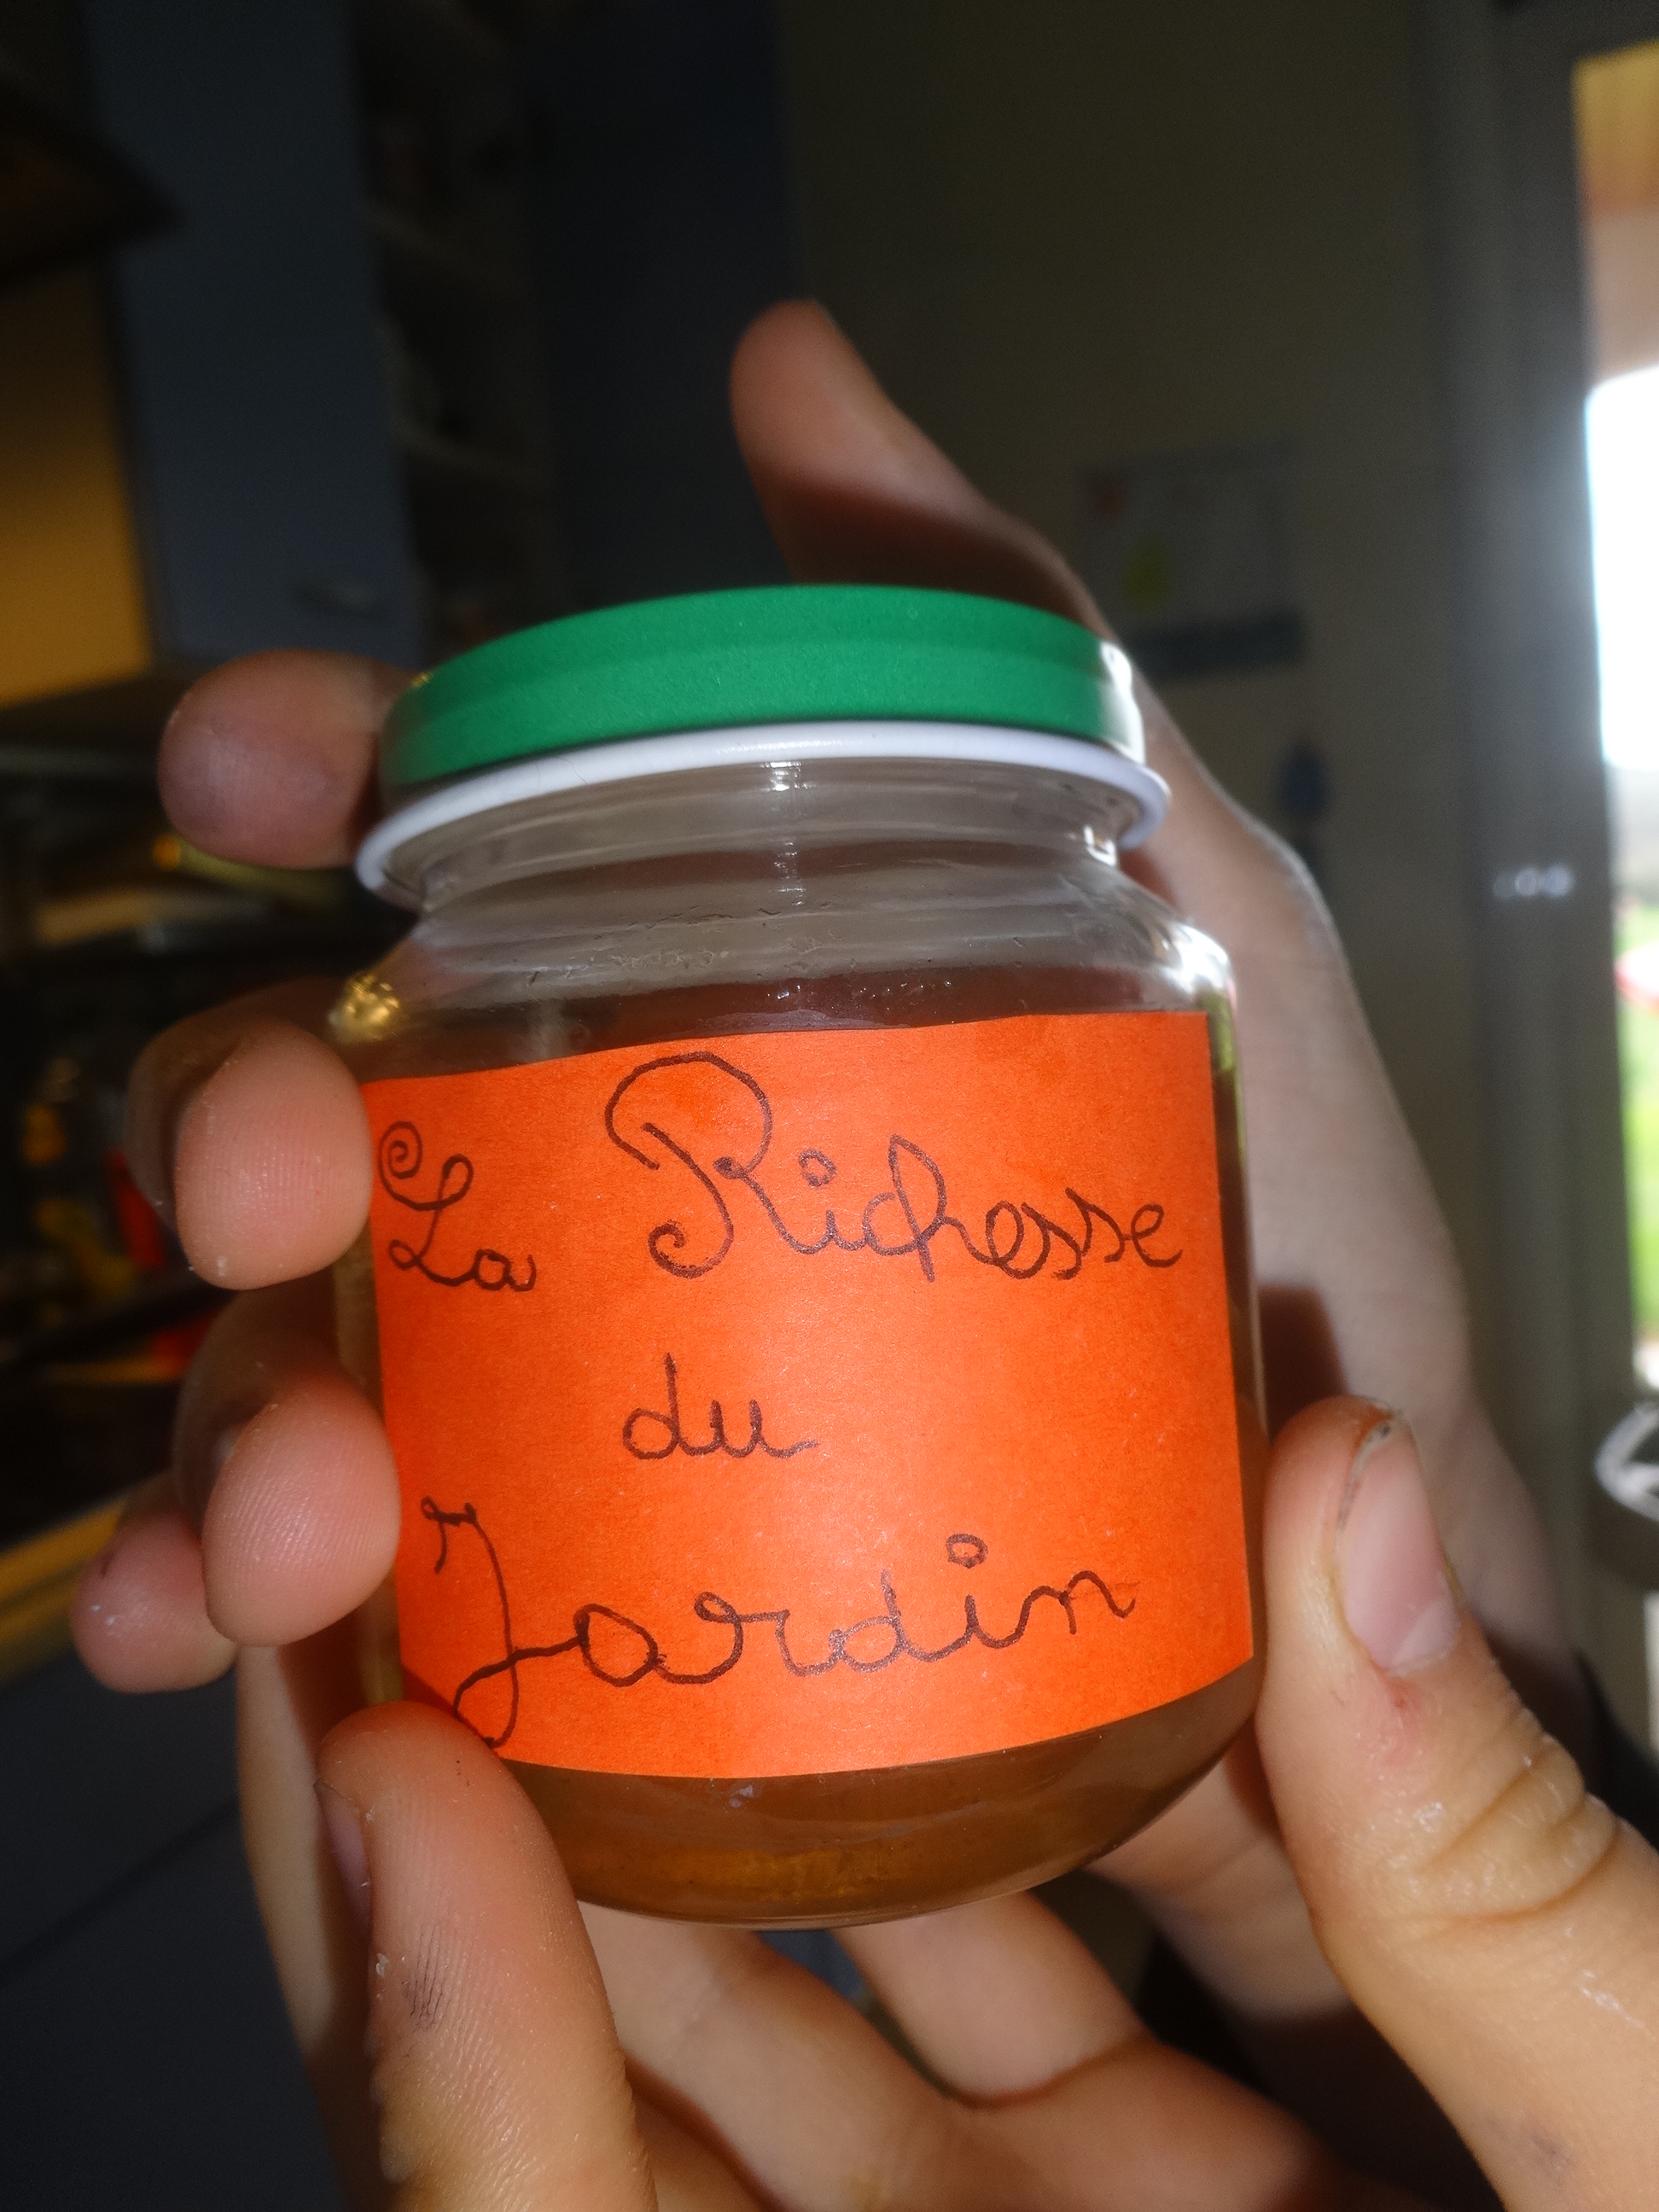 La Richesse
du
Jardin